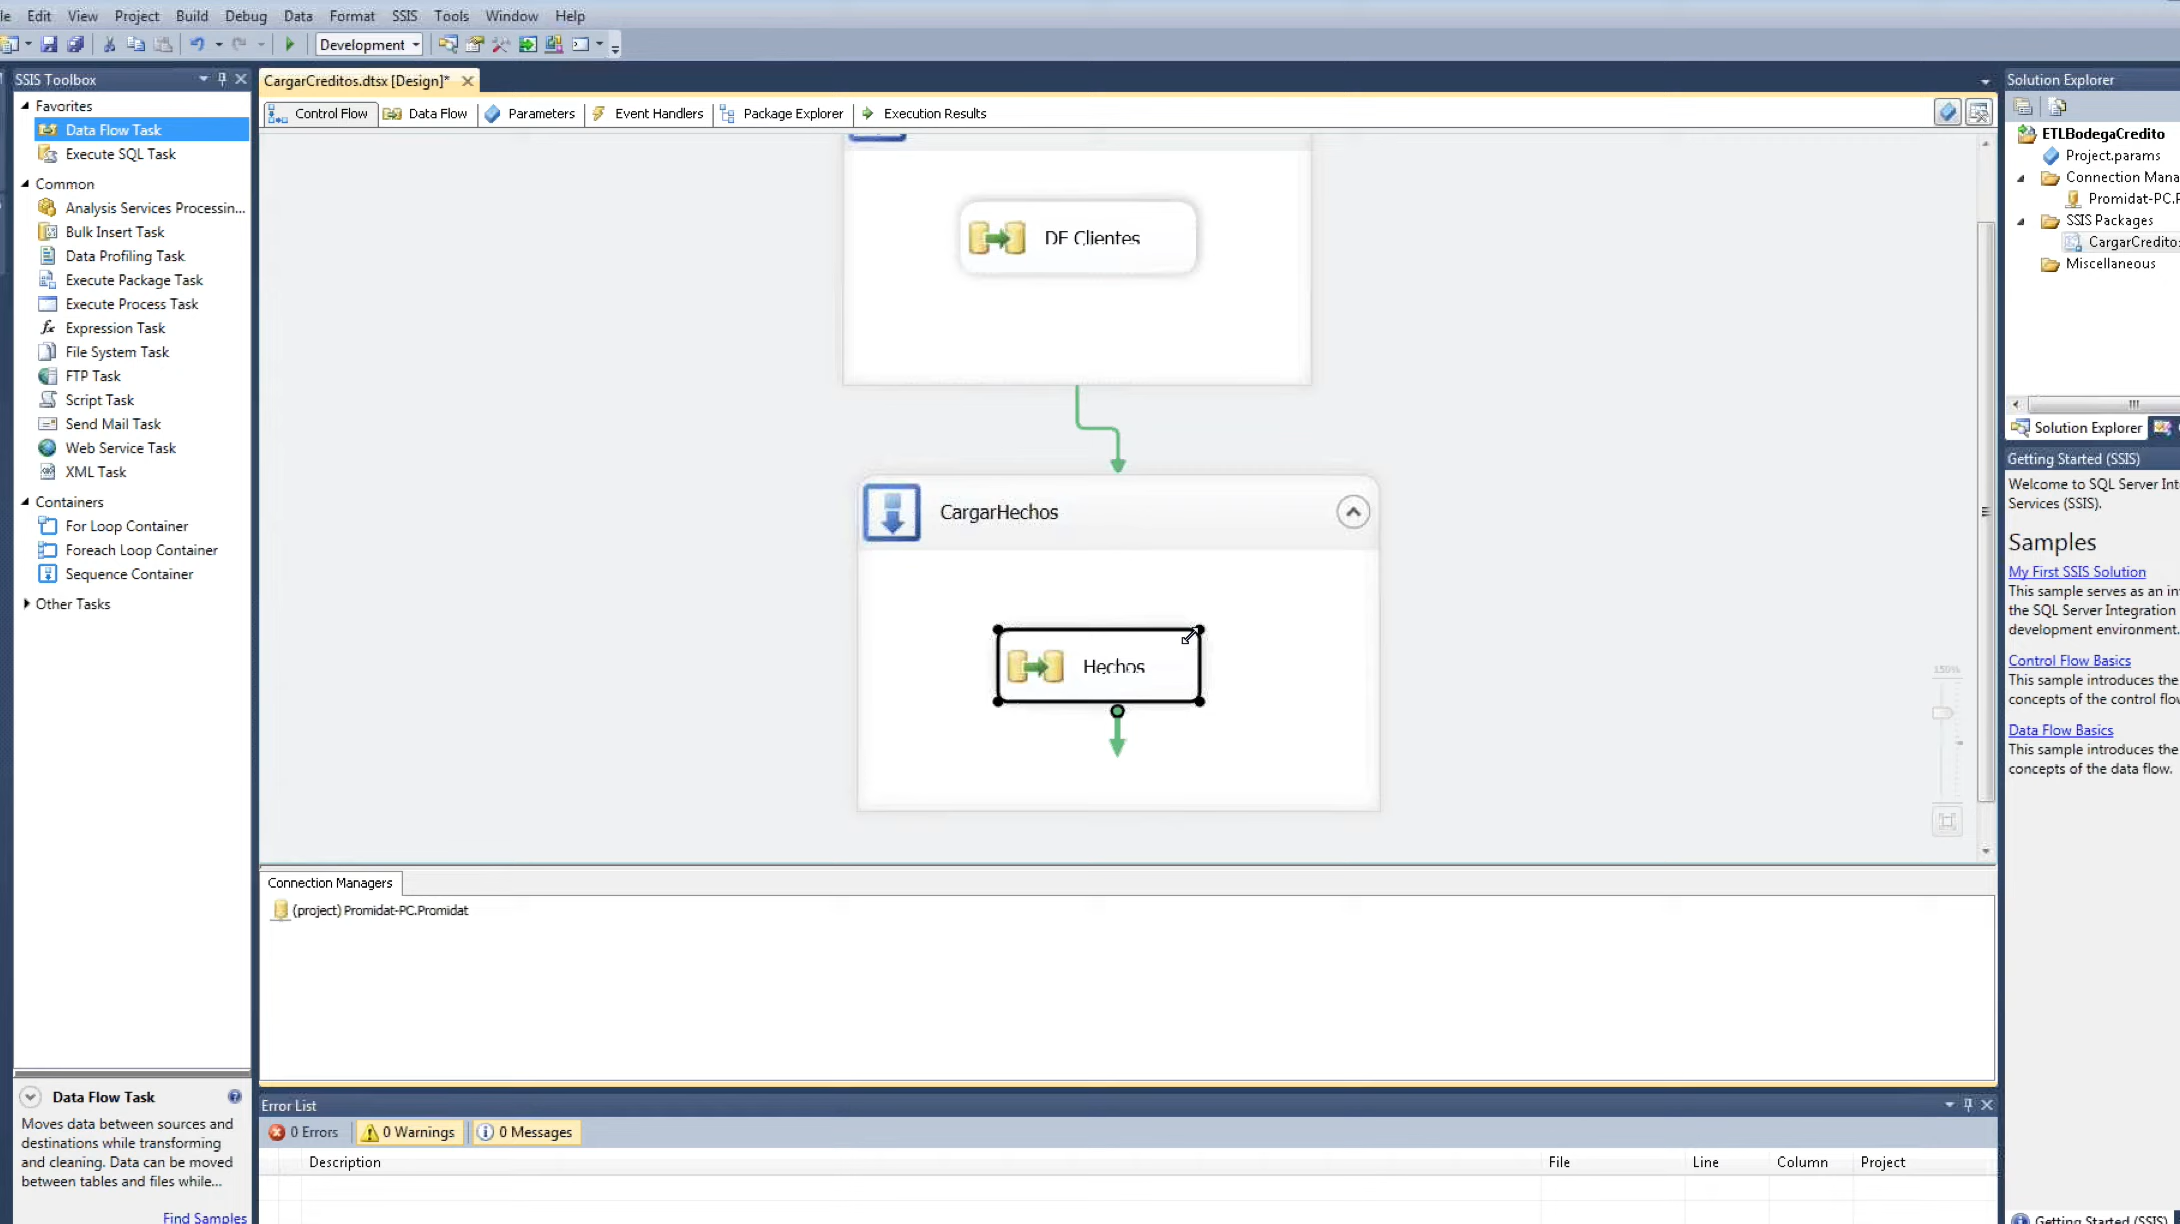 Edit View Project Build Debug Data Format SSIS Tools Window Help
Development
SSIS Toolbox
Favorites
Data Flow Task
Execute SQL Task
Common
Analysis Services Processin...
Bulk Insert Task
Data Profiling Task
Execute Package Task
Execute Process Task
Expression Task
File System Task
FTP Task
Script Task
Send Mail Task
Web Service Task
XML Task
Containers
For Loop Container
Foreach Loop Container
Sequence Container
Other Tasks
Data Flow Task
Moves data between sources and
destinations while transforming
and cleaning. Data can be moved
between tables and files while...
Find Samples
CargarCreditos.dtsx [Design]*
Control Flow Data Flow Parameters Event Handlers Package Explorer Execution Results
DF Clientes
CargarHechos
Hechos
150%
Connection Managers
(project) Promidat-PC.Promidat
Error List
0 Errors 0 Warnings 0 Messages
Description File Line Column Project
Solution Explorer
ETLBodegaCredito
Project.params
Connection Mana
Promidat-PC.P
SSIS Packages
CargarCredito
Miscellaneous
Solution Explorer
Getting Started (SSIS)
Welcome to SQL Server Int
Services (SSIS).
Samples
My First SSIS Solution
This sample serves as an in
the SQL Server Integration
development environment.
Control Flow Basics
This sample introduces the
concepts of the control flow
Data Flow Basics
This sample introduces the
concepts of the data flow.
Getting Started (SSIS)